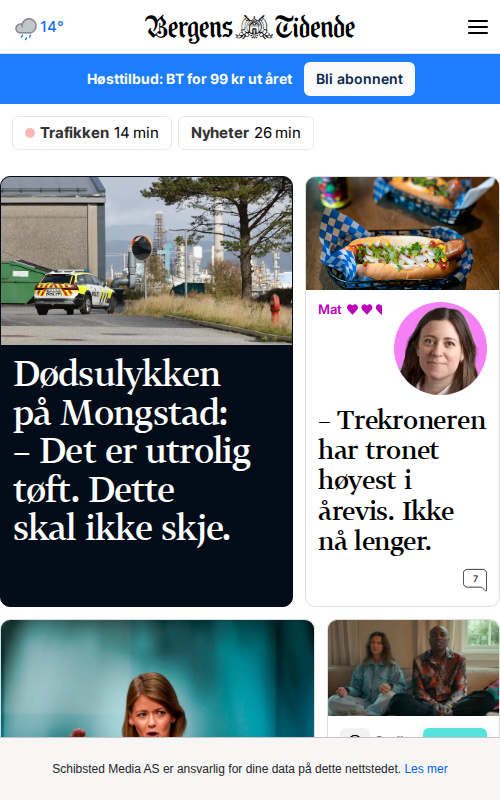 14°
Bergens Tidende
Høsttilbud: BT for 99 kr ut året
Bli abonnent
Trafikken 14 min
Nyheter 26 min
Dødsulykken
på Mongstad:
– Det er utrolig
tøft. Dette
skal ikke skje.
Mat
– Trekroneren
har tronet
høyest i
årevis. Ikke
nå lenger.
7
Schibsted Media AS er ansvarlig for dine data på dette nettstedet. Les mer